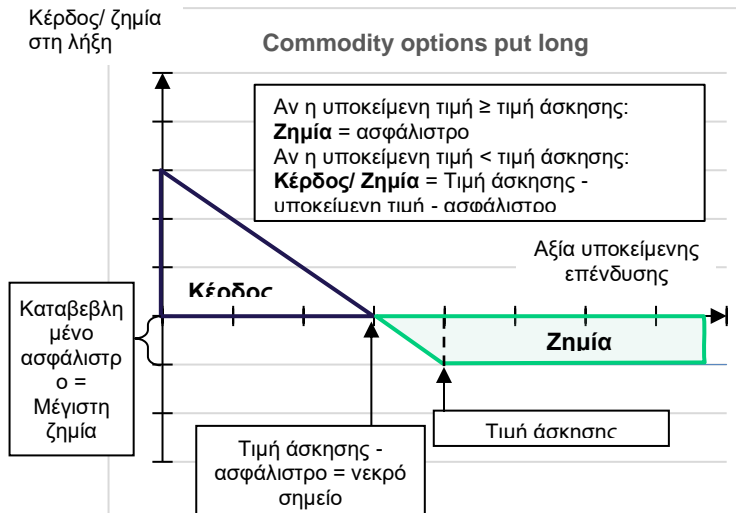 Κέρδος/ ζημία
στη λήξη
Commodity options put long
Αν η υποκείμενη τιμή ≥ τιμή άσκησης:
Ζημία = ασφάλιστρο
Αν η υποκείμενη τιμή < τιμή άσκησης:
Κέρδος/ Ζημία = Τιμή άσκησης -
υποκείμενη τιμή - ασφάλιστρο
Αξία υποκείμενης
επένδυσης
Κέρδος
Καταβεβλη
μένο
ασφάλιστρ
ο =
Μέγιστη
ζημία
Ζημία
Τιμή άσκησης
Τιμή άσκησης -
ασφάλιστρο = νεκρό
σημείο